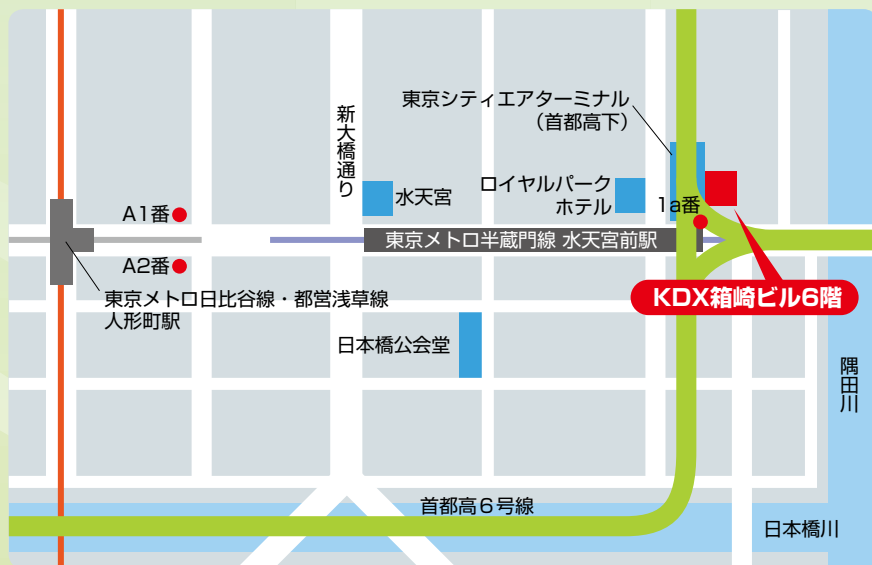 東京シティエアターミナル
（首都高下）
新大橋通り
水天宮
ロイヤルパーク
ホテル
1a番
A1番
A2番
東京メトロ半蔵門線 水天宮前駅
東京メトロ日比谷線・都営浅草線
人形町駅
KDX箱崎ビル6階
日本橋公会堂
隅田川
首都高6号線
日本橋川